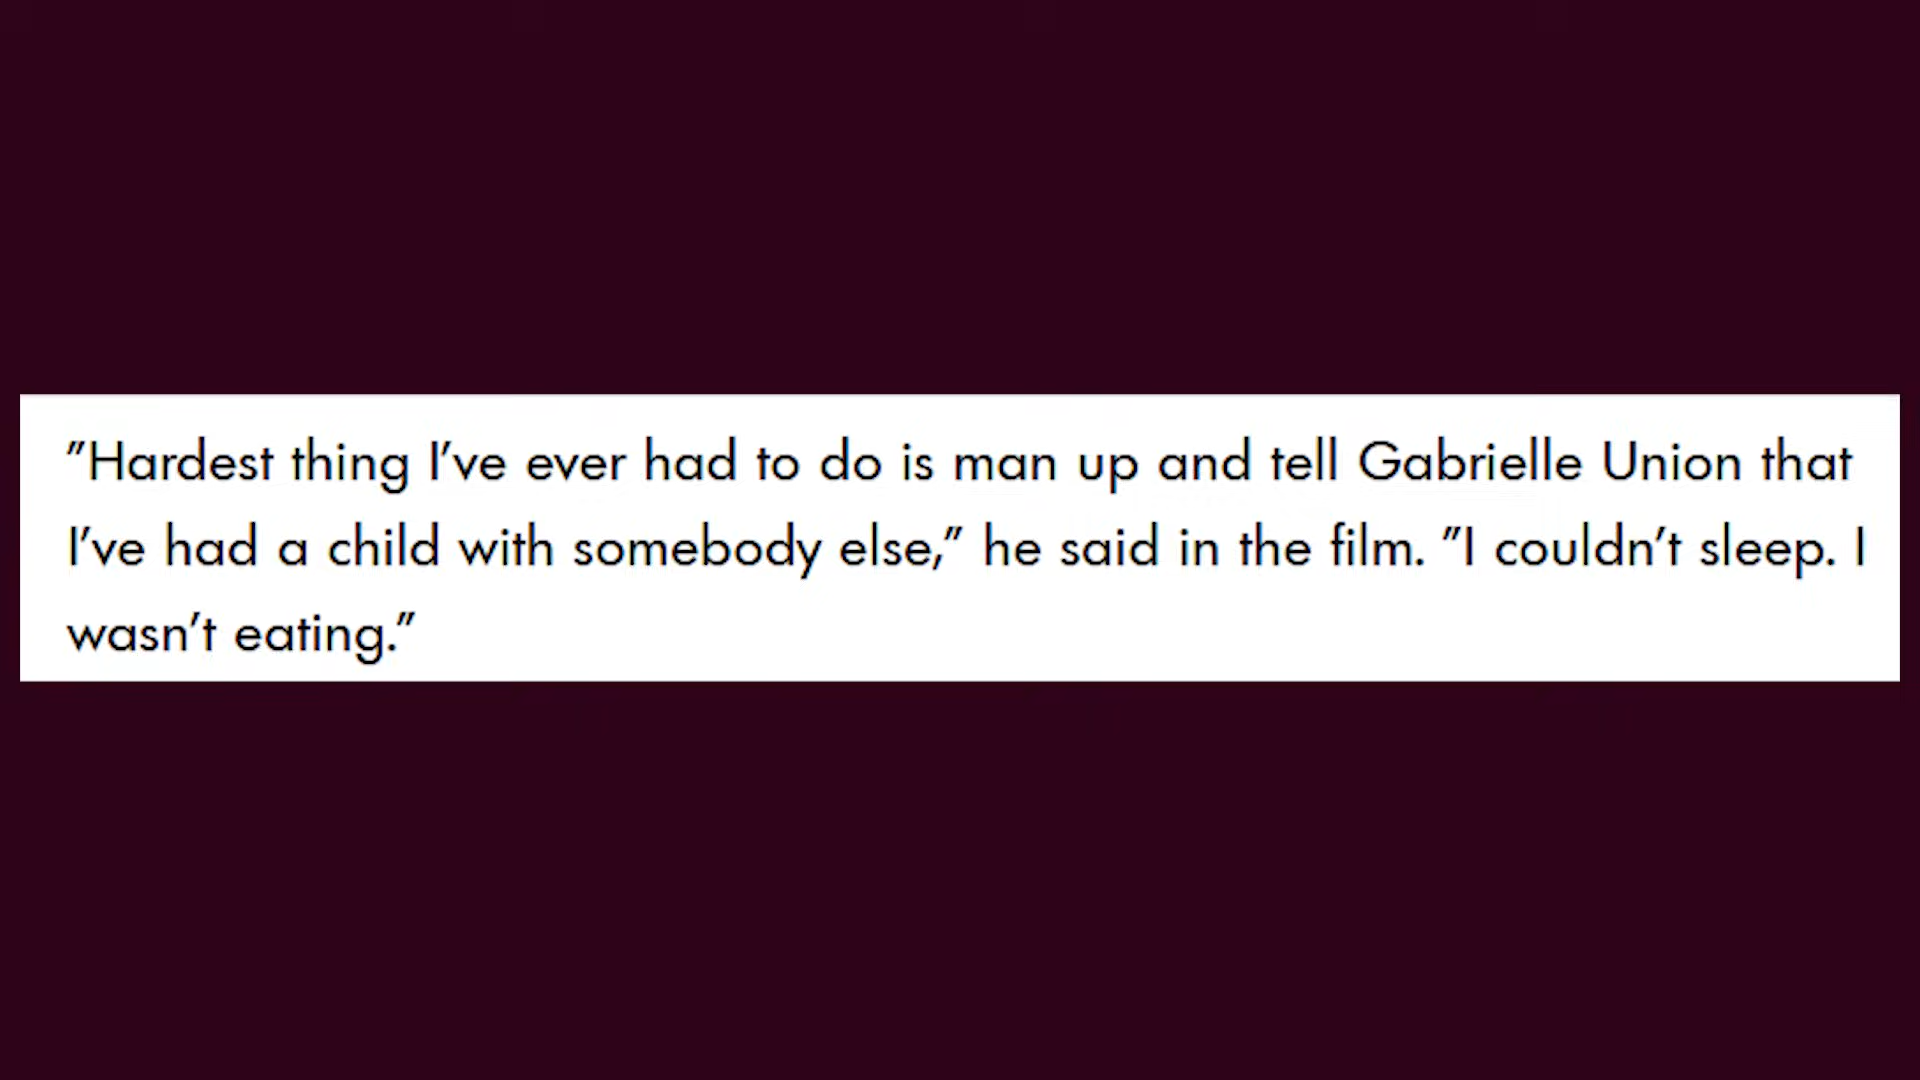 "Hardest thing I've ever had to do is man up and tell Gabrielle Union that
I've had a child with somebody else," he said in the film. "I couldn't sleep. I
wasn't eating."